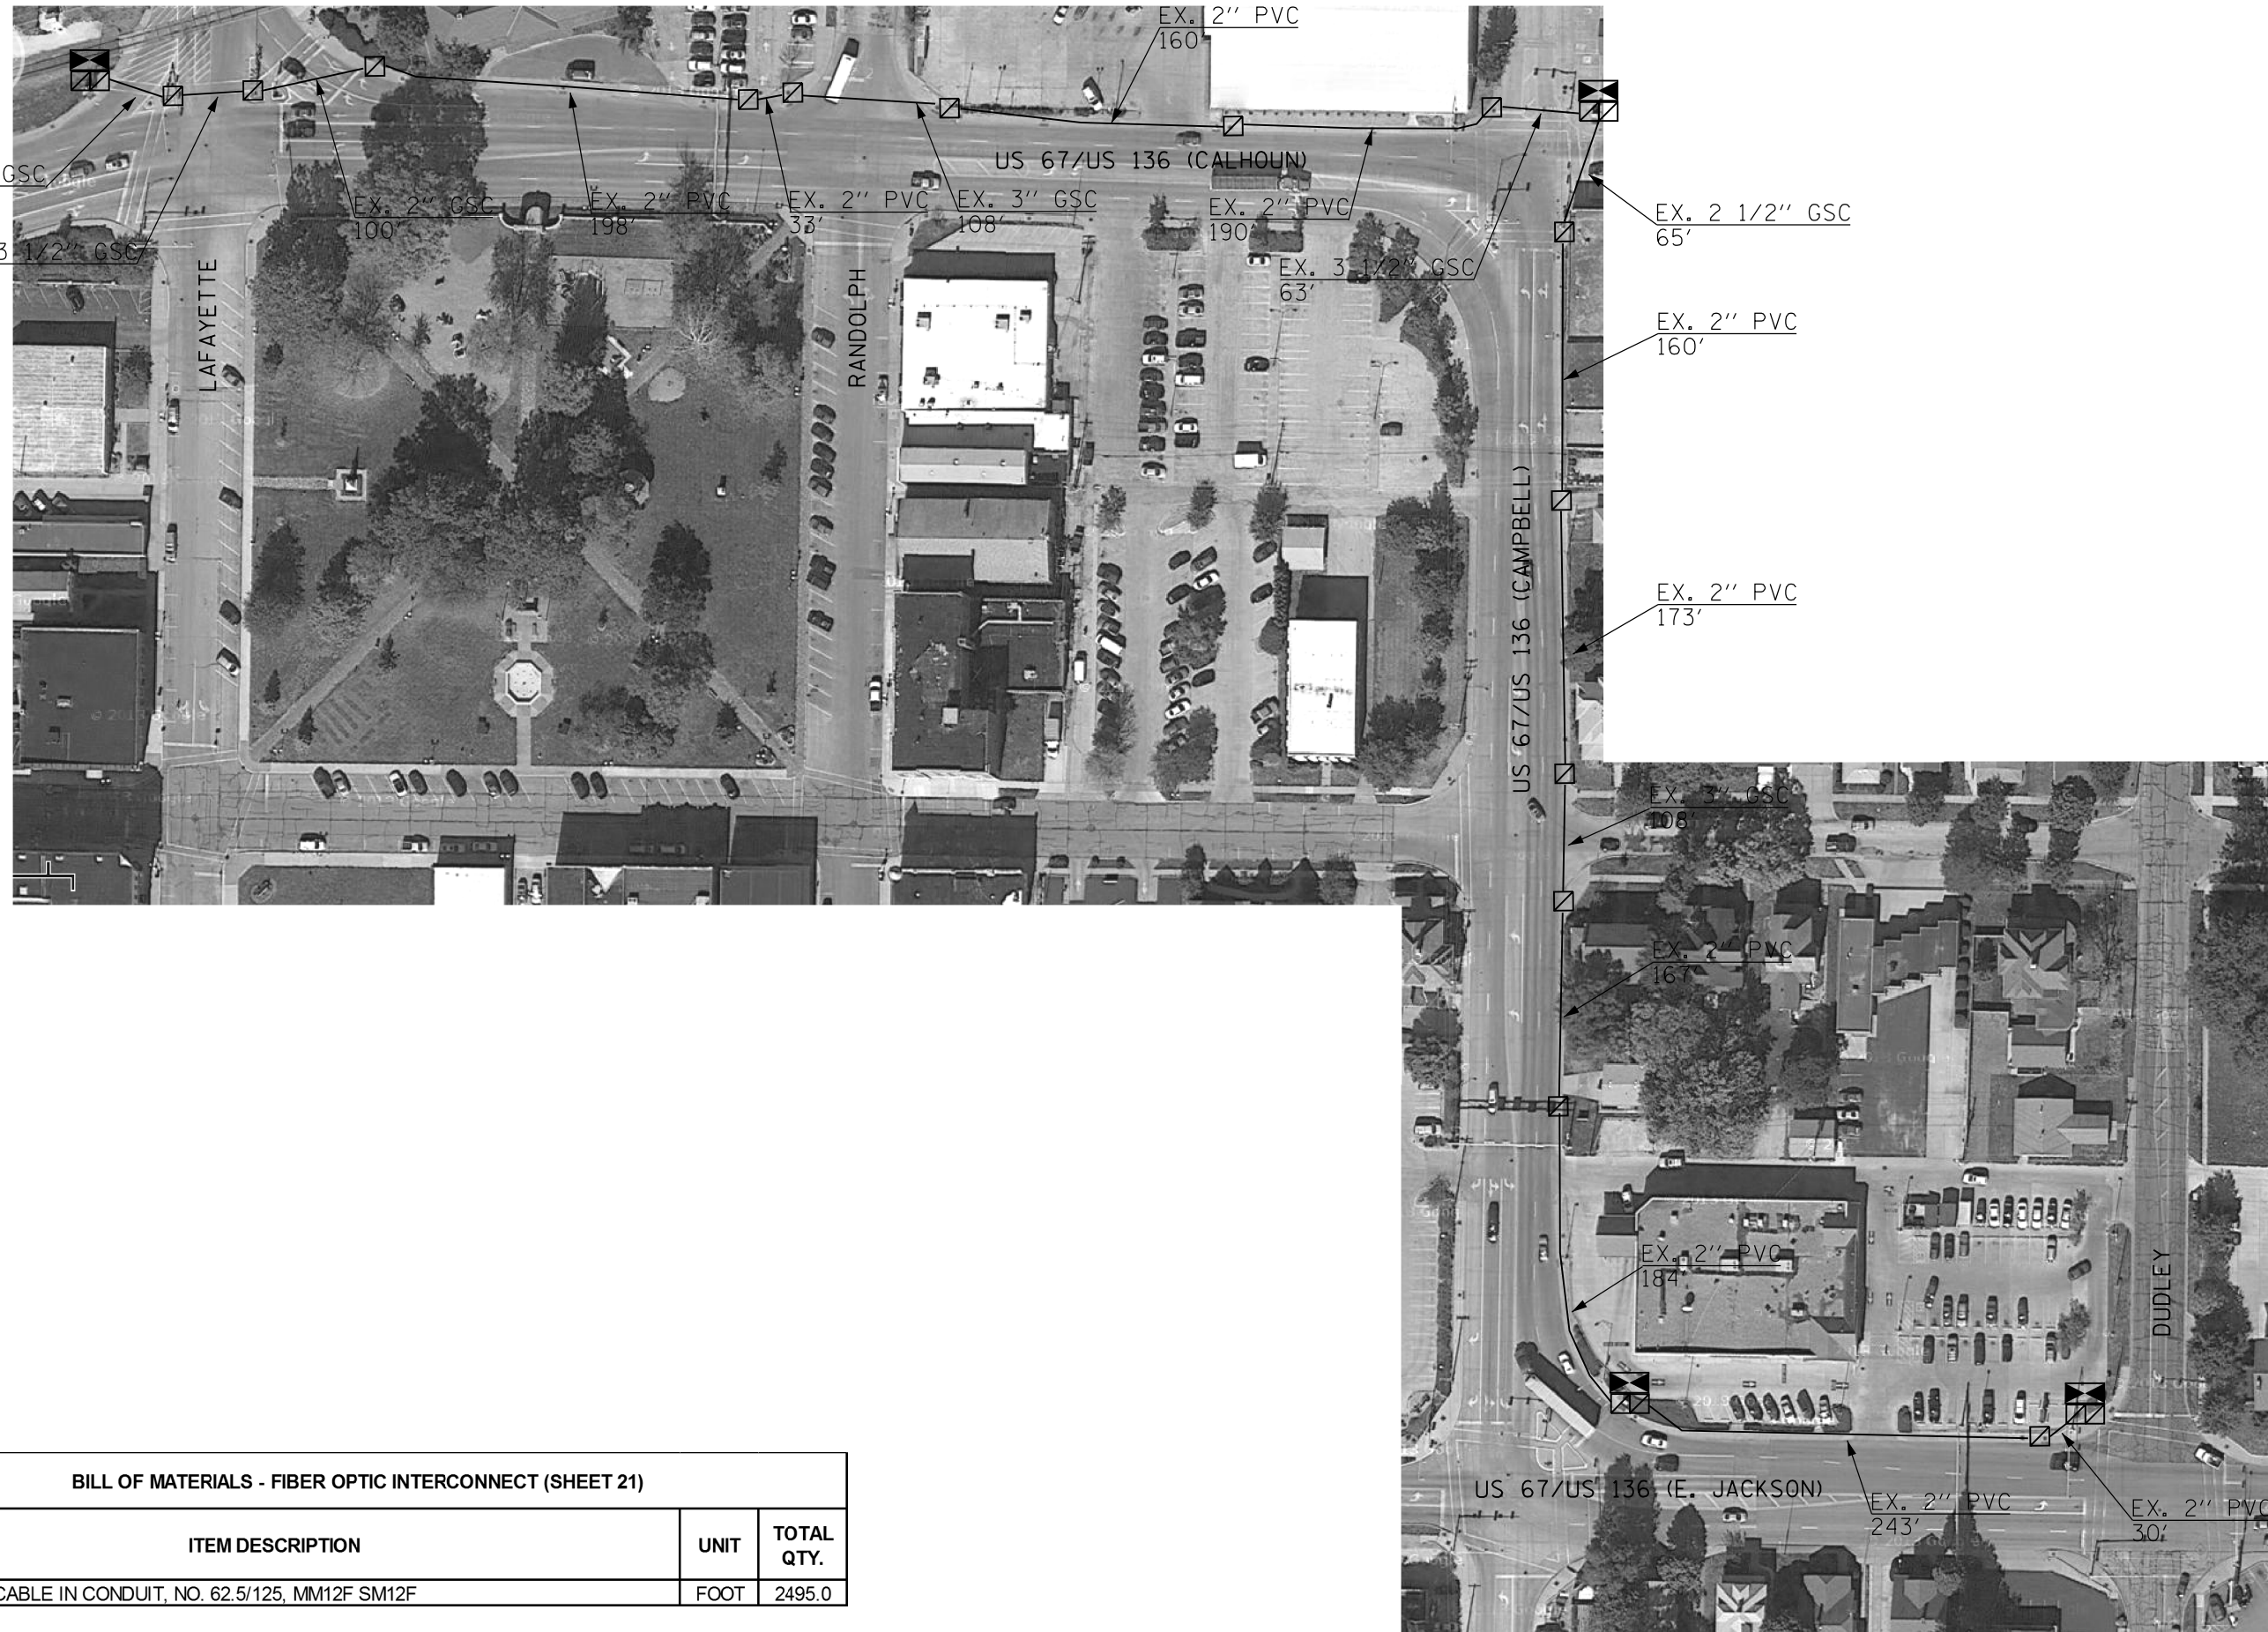 EX. 2" PVC
160'
US 67/US 136 (CALHOUN)
GSC
EX. 2" GSC
100'
EX. 2" PVC
198'
EX. 2" PVC
33'
EX. 3" GSC
108'
EX. 2" PVC
190'
EX. 3 1/2" GSC
63'
EX. 2 1/2" GSC
65'
3 1/2" GSC
LAFAYETTE
RANDOLPH
EX. 2" PVC
160'
US 67/US 136 (CAMPBELL)
EX. 2" PVC
173'
© 2013 Google
EX. 3" GSC
108'
EX. 2" PVC
167'
EX. 2" PVC
184'
DUDLEY
US 67/US 136 (E. JACKSON)
EX. 2" PVC
243'
EX. 2" PVC
30'
BILL OF MATERIALS - FIBER OPTIC INTERCONNECT (SHEET 21)
ITEM DESCRIPTION UNIT TOTAL QTY.
CABLE IN CONDUIT, NO. 62.5/125, MM12F SM12F FOOT 2495.0